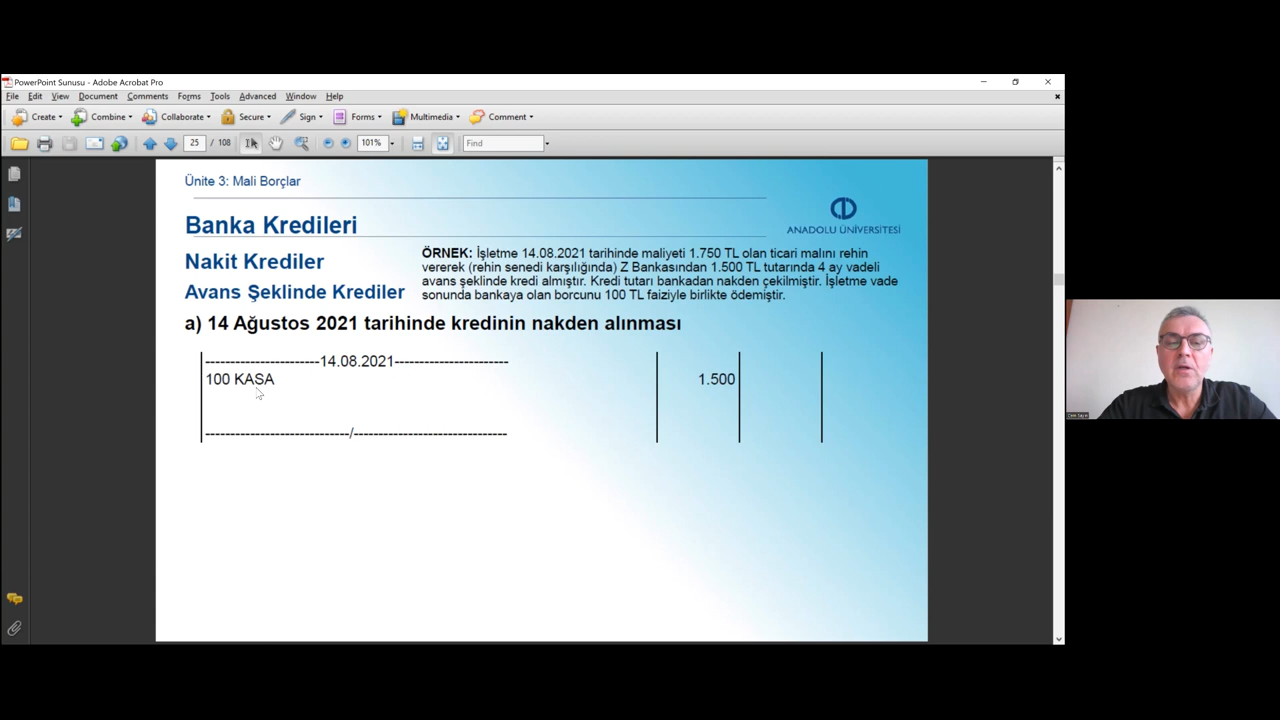 PowerPoint Sunusu - Adobe Acrobat Pro
File Edit View Document Comments Forms Tools Advanced Window Help
Create Combine Collaborate Secure Sign Forms Multimedia Comment
25 / 108 101% Find
Ünite 3: Mali Borçlar
ANADOLU ÜNİVERSİTESİ
Banka Kredileri
Nakit Krediler
Avans Şeklinde Krediler
ÖRNEK: İşletme 14.08.2021 tarihinde maliyeti 1.750 TL olan ticari malını rehin
vererek (rehin senedi karşılığında) Z Bankasından 1.500 TL tutarında 4 ay vadeli
avans şeklinde kredi almıştır. Kredi tutarı bankadan nakden çekilmiştir. İşletme vade
sonunda bankaya olan borcunu 100 TL faiziyle birlikte ödemiştir.
a) 14 Ağustos 2021 tarihinde kredinin nakden alınması
-----------------------14.08.2021-----------------------
100 KASA 1.500
-----------------------------/-------------------------------